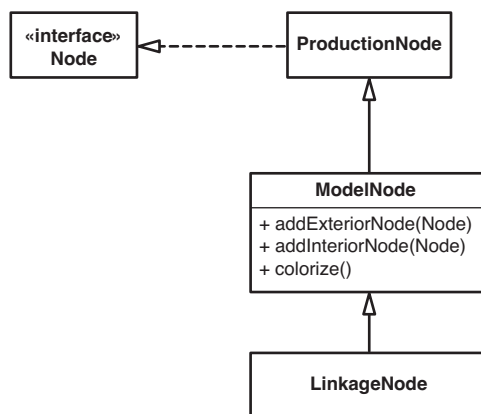 «interface»
Node
ProductionNode
ModelNode
+ addExteriorNode(Node)
+ addInteriorNode(Node)
+ colorize()
LinkageNode